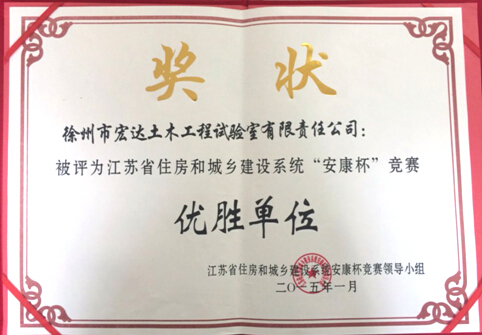 奖状
徐州市宏达土木工程试验室有限责任公司：
被评为江苏省住房和城乡建设系统“安康杯”竞赛
优胜单位
江苏省住房和城乡建设系统安康杯竞赛领导小组
二〇一五年一月